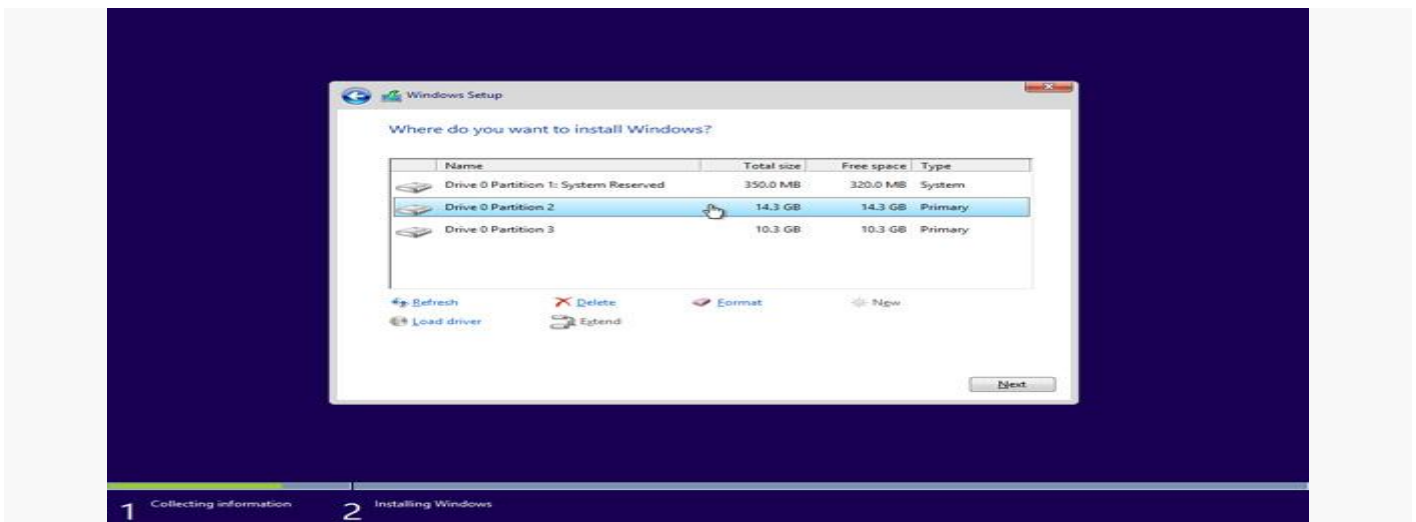 Windows Setup
Where do you want to install Windows?
Name Total size Free space Type
Drive 0 Partition 1: System Reserved 350.0 MB 320.0 MB System
Drive 0 Partition 2 14.3 GB 14.3 GB Primary
Drive 0 Partition 3 10.3 GB 10.3 GB Primary
Refresh Delete Format New
Load driver Extend
Next
1 Collecting information 2 Installing Windows